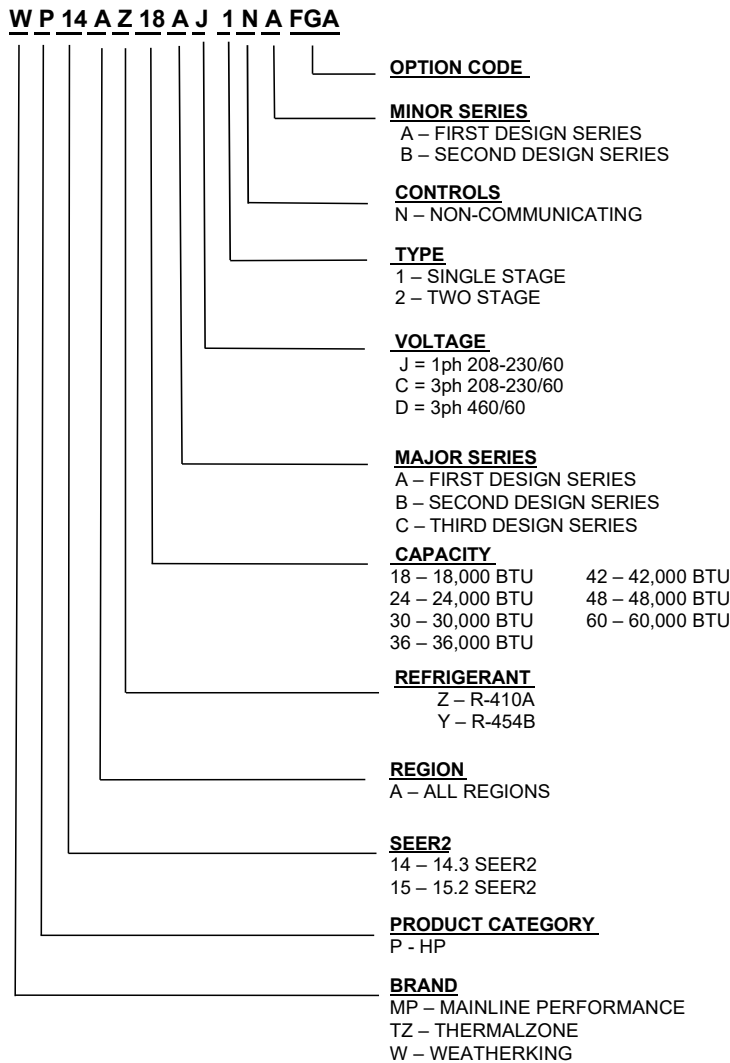 W P 14 A Z 18 A J 1 N A FGA
OPTION CODE
MINOR SERIES
A – FIRST DESIGN SERIES
B – SECOND DESIGN SERIES
CONTROLS
N – NON-COMMUNICATING
TYPE
1 – SINGLE STAGE
2 – TWO STAGE
VOLTAGE
J = 1ph 208-230/60
C = 3ph 208-230/60
D = 3ph 460/60
MAJOR SERIES
A – FIRST DESIGN SERIES
B – SECOND DESIGN SERIES
C – THIRD DESIGN SERIES
CAPACITY
18 – 18,000 BTU 42 – 42,000 BTU
24 – 24,000 BTU 48 – 48,000 BTU
30 – 30,000 BTU 60 – 60,000 BTU
36 – 36,000 BTU
REFRIGERANT
Z – R-410A
Y – R-454B
REGION
A – ALL REGIONS
SEER2
14 – 14.3 SEER2
15 – 15.2 SEER2
PRODUCT CATEGORY
P - HP
BRAND
MP – MAINLINE PERFORMANCE
TZ – THERMALZONE
W – WEATHERKING